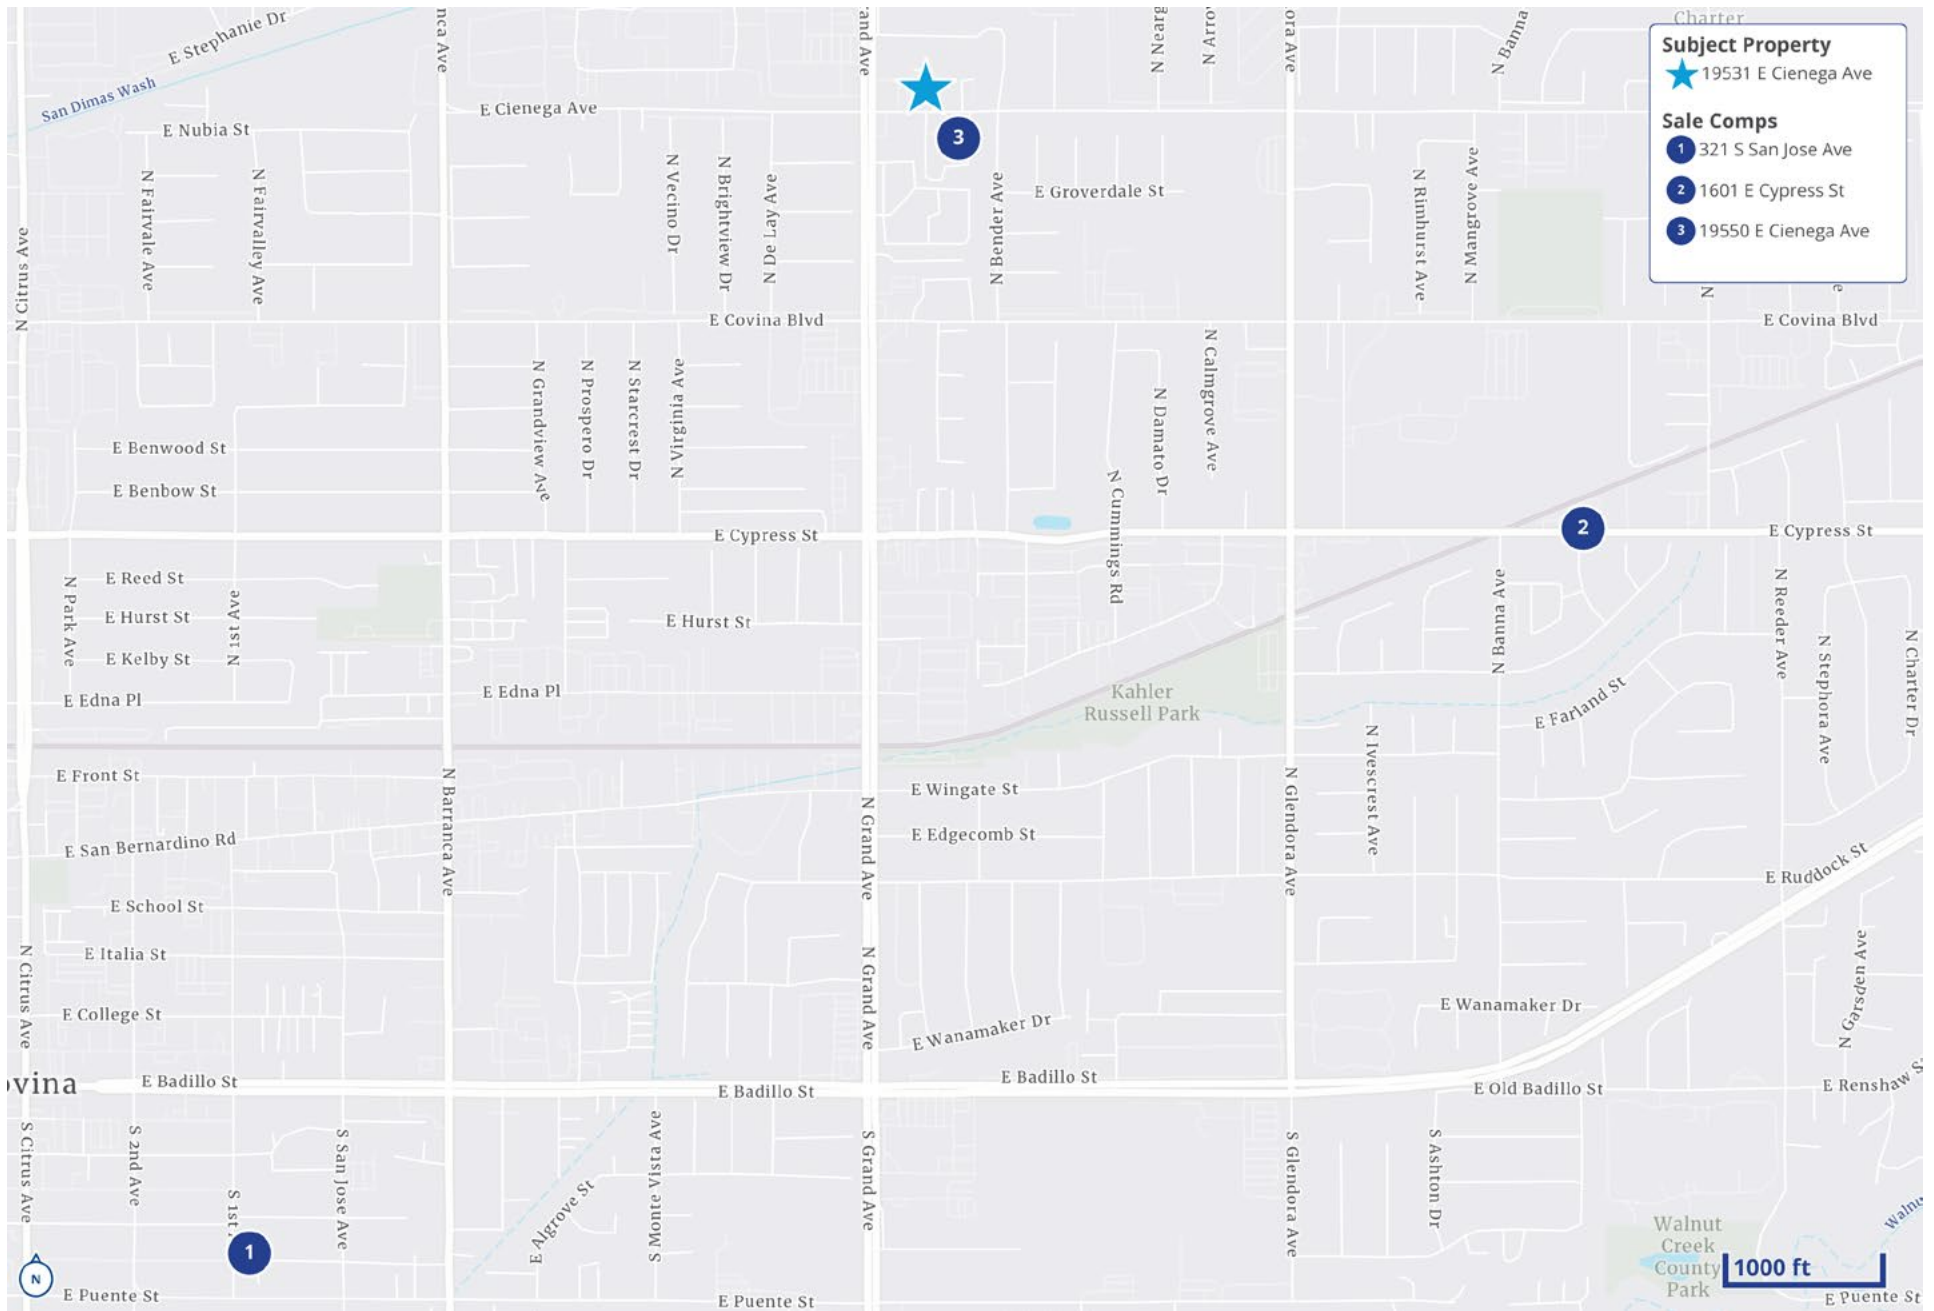 E Stephanie Dr
San Dimas Wash
E Nubia St
E Cienega Ave
N Banna
Charter
Subject Property
19531 E Cienega Ave
Sale Comps
1 321 S San Jose Ave
2 1601 E Cypress St
3 19550 E Cienega Ave
3
N Citrus Ave
N Fairvale Ave
N Fairvalley Ave
N Vecino Dr
N Brightview Dr
N De Lay Ave
N Bender Ave
E Groverdale St
N Rimhurst Ave
N Mangrove Ave
N
E Covina Blvd
E Covina Blvd
N Grandview Ave
N Prospero Dr
N Starcrest Dr
N Virginia Ave
N Calmgrove Ave
N Damato Dr
N Cummings Rd
E Benwood St
E Benbow St
E Cypress St
2
E Cypress St
N Park Ave
E Reed St
E Hurst St
N 1st Ave
E Kelby St
E Edna Pl
E Edna Pl
E Hurst St
Kahler
Russell Park
N Banna Ave
E Farland St
N Reeder Ave
N Stephora Ave
N Charter Dr
E Front St
N Barranca Ave
N Grand Ave
E Wingate St
E Edgecomb St
N Glendora Ave
N Ivescrest Ave
E San Bernardino Rd
E Ruddock St
E School St
E Italia St
N Citrus Ave
E College St
N Grand Ave
E Wanamaker Dr
E Wanamaker Dr
N Garsden Ave
ovina
E Badillo St
E Badillo St
E Badillo St
E Old Badillo St
E Renshaw S
S Citrus Ave
S 2nd Ave
S 1st
S San Jose Ave
1
E Algrove St
S Monte Vista Ave
S Grand Ave
S Glendora Ave
S Ashton Dr
Walnut
Creek
County
Park
Walnu
1000 ft
N
E Puente St
E Puente St
E Puente St